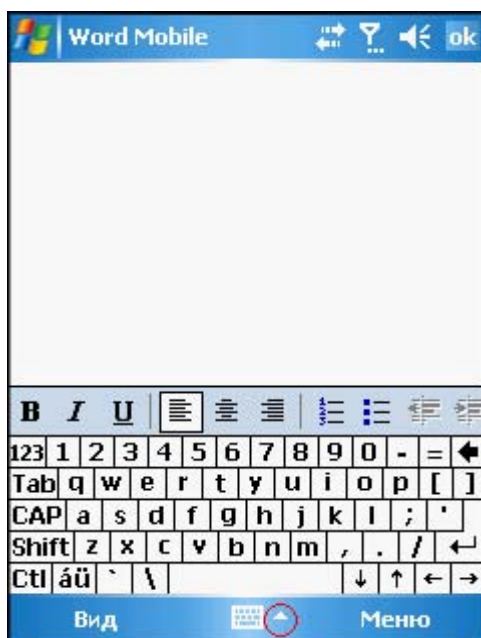 Word Mobile ok
B I U
123 1 2 3 4 5 6 7 8 9 0 - =
Tab q w e r t y u i o p [ ]
CAP a s d f g h j k l ; '
Shift z x c v b n m , . /
Ctl áü ` \ ↓ ↑ ← →
Вид Меню